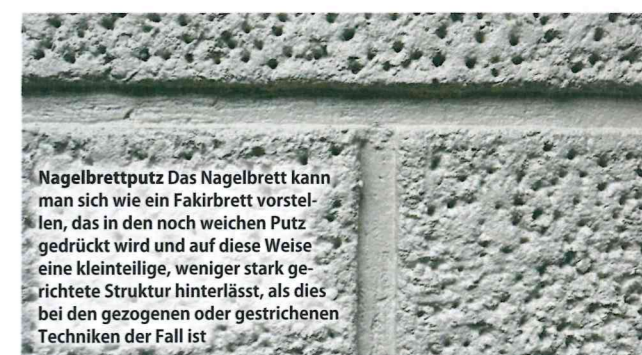 Nagelbrettputz Das Nagelbrett kann
man sich wie ein Fakirbrett vorstel-
len, das in den noch weichen Putz
gedrückt wird und auf diese Weise
eine kleinteilige, weniger stark ge-
richtete Struktur hinterlässt, als dies
bei den gezogenen oder gestrichenen
Techniken der Fall ist